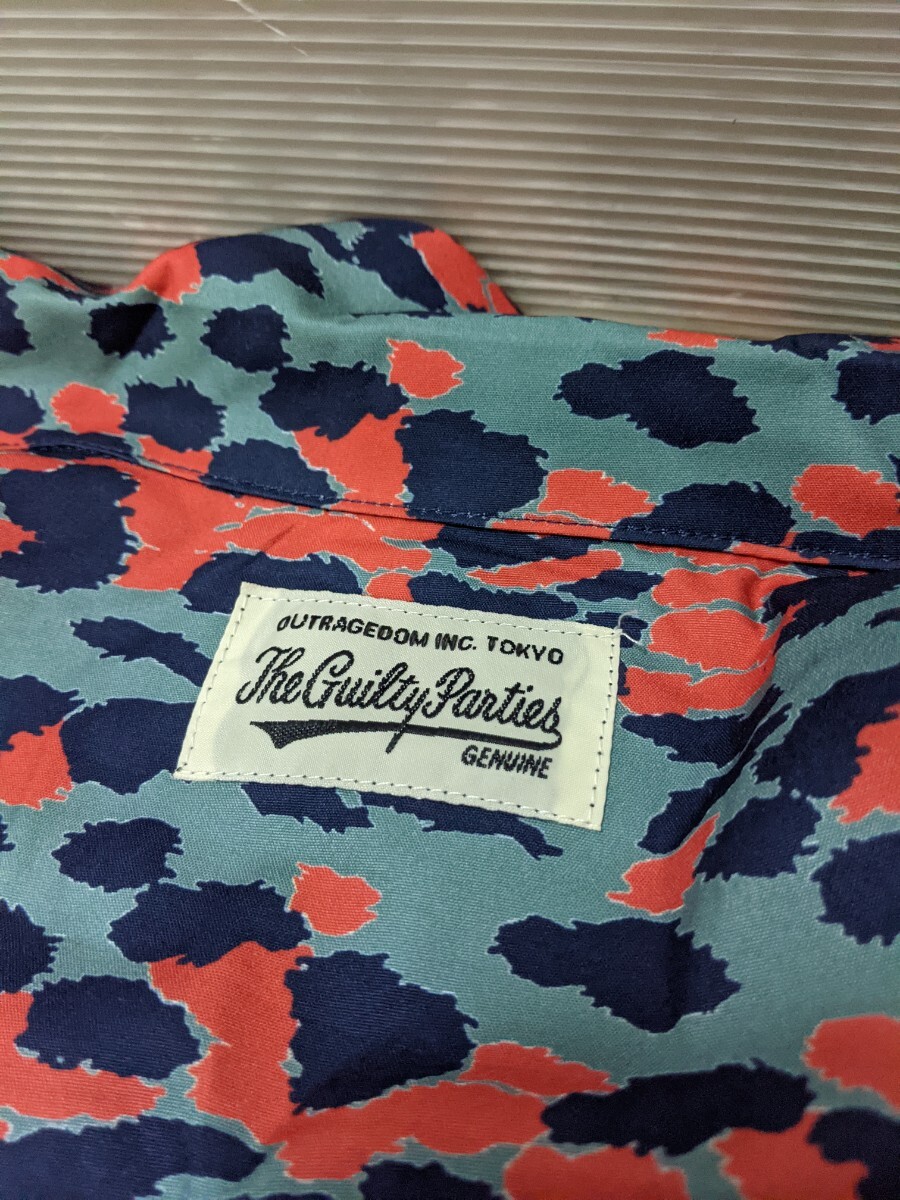 OUTRAGEDOM INC. TOKYO
The Guilty Parties
GENUINE